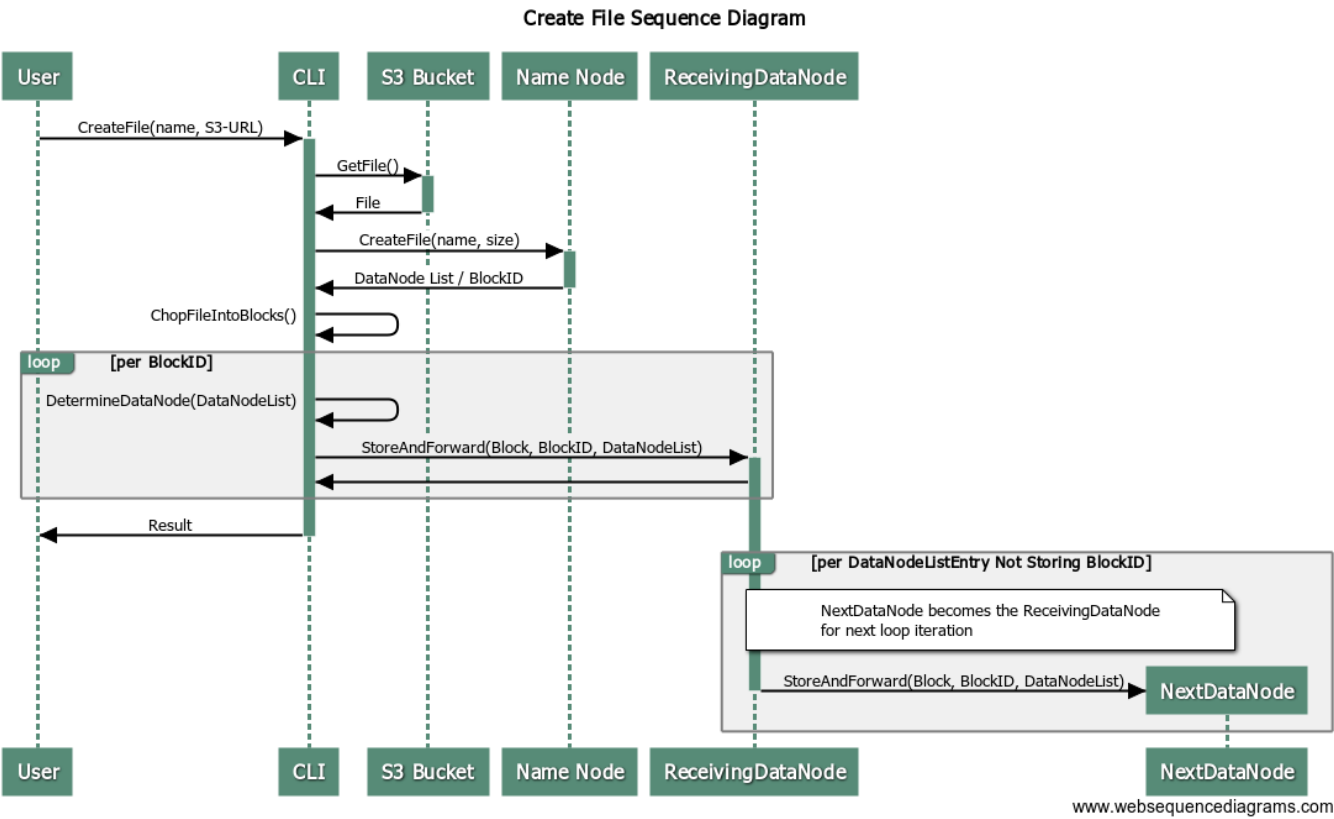 Create File Sequence Diagram
User
CLI
S3 Bucket
Name Node
ReceivingDataNode
CreateFile(name, S3-URL)
GetFile()
File
CreateFile(name, size)
DataNode List / BlockID
ChopFileIntoBlocks()
loop
[per BlockID]
DetermineDataNode(DataNodeList)
StoreAndForward(Block, BlockID, DataNodeList)
Result
loop
[per DataNodeListEntry Not Storing BlockID]
NextDataNode becomes the ReceivingDataNode
for next loop iteration
StoreAndForward(Block, BlockID, DataNodeList)
NextDataNode
User
CLI
S3 Bucket
Name Node
ReceivingDataNode
NextDataNode
www.websequencediagrams.com